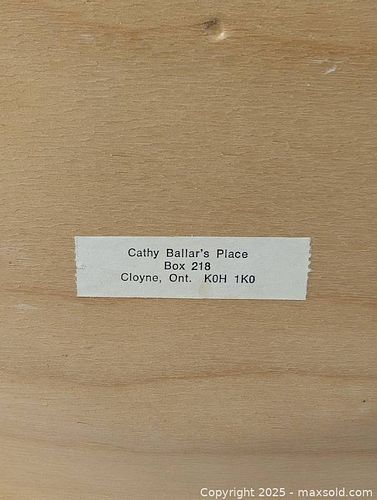 Cathy Ballar's Place
Box 218
Cloyne, Ont. K0H 1K0
Copyright 2025 - maxsold.com